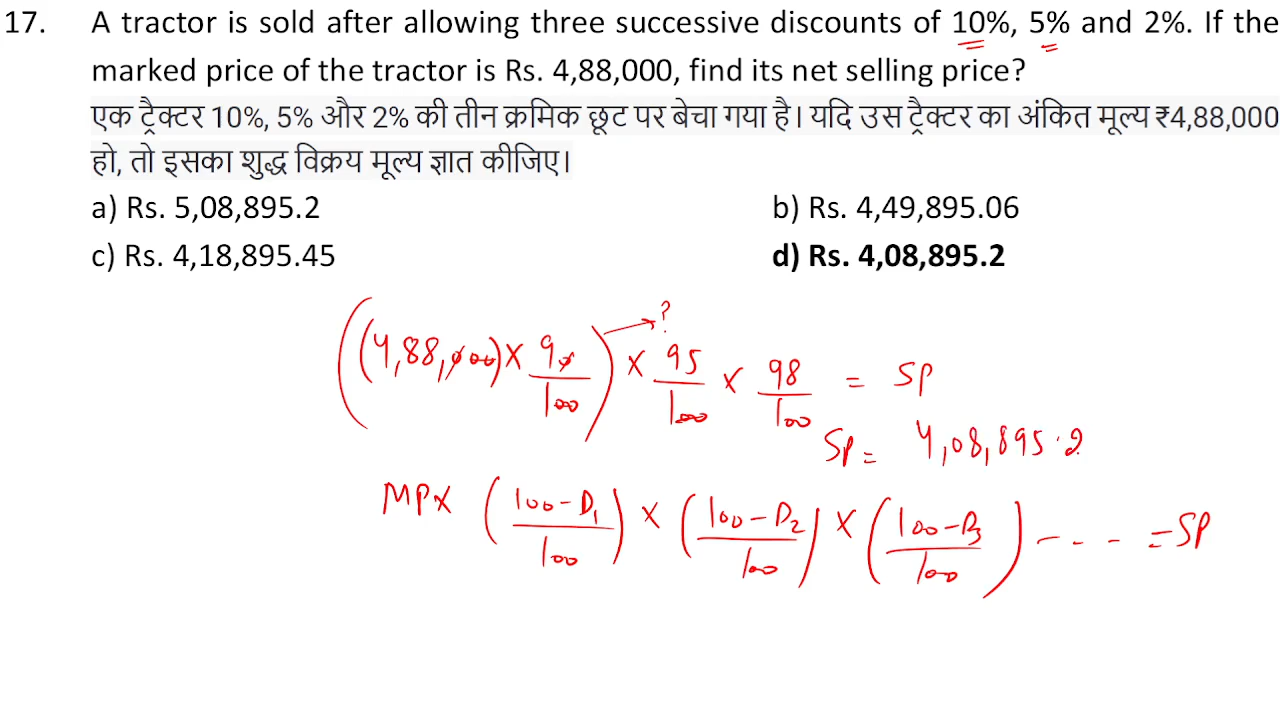 17. A tractor is sold after allowing three successive discounts of 10%, 5% and 2%. If the
marked price of the tractor is Rs. 4,88,000, find its net selling price?
एक ट्रैक्टर 10%, 5% और 2% की तीन क्रमिक छूट पर बेचा गया है। यदि उस ट्रैक्टर का अंकित मूल्य ₹4,88,000
हो, तो इसका शुद्ध विक्रय मूल्य ज्ञात कीजिए।
a) Rs. 5,08,895.2 b) Rs. 4,49,895.06
c) Rs. 4,18,895.45 d) Rs. 4,08,895.2
((4,88,000) × 90/100) → ? × 95/100 × 98/100 = SP
SP = 4,08,895.2
MP × (100 - D1/100) × (100 - D2/100) × (100 - D3/100) - - - - = SP